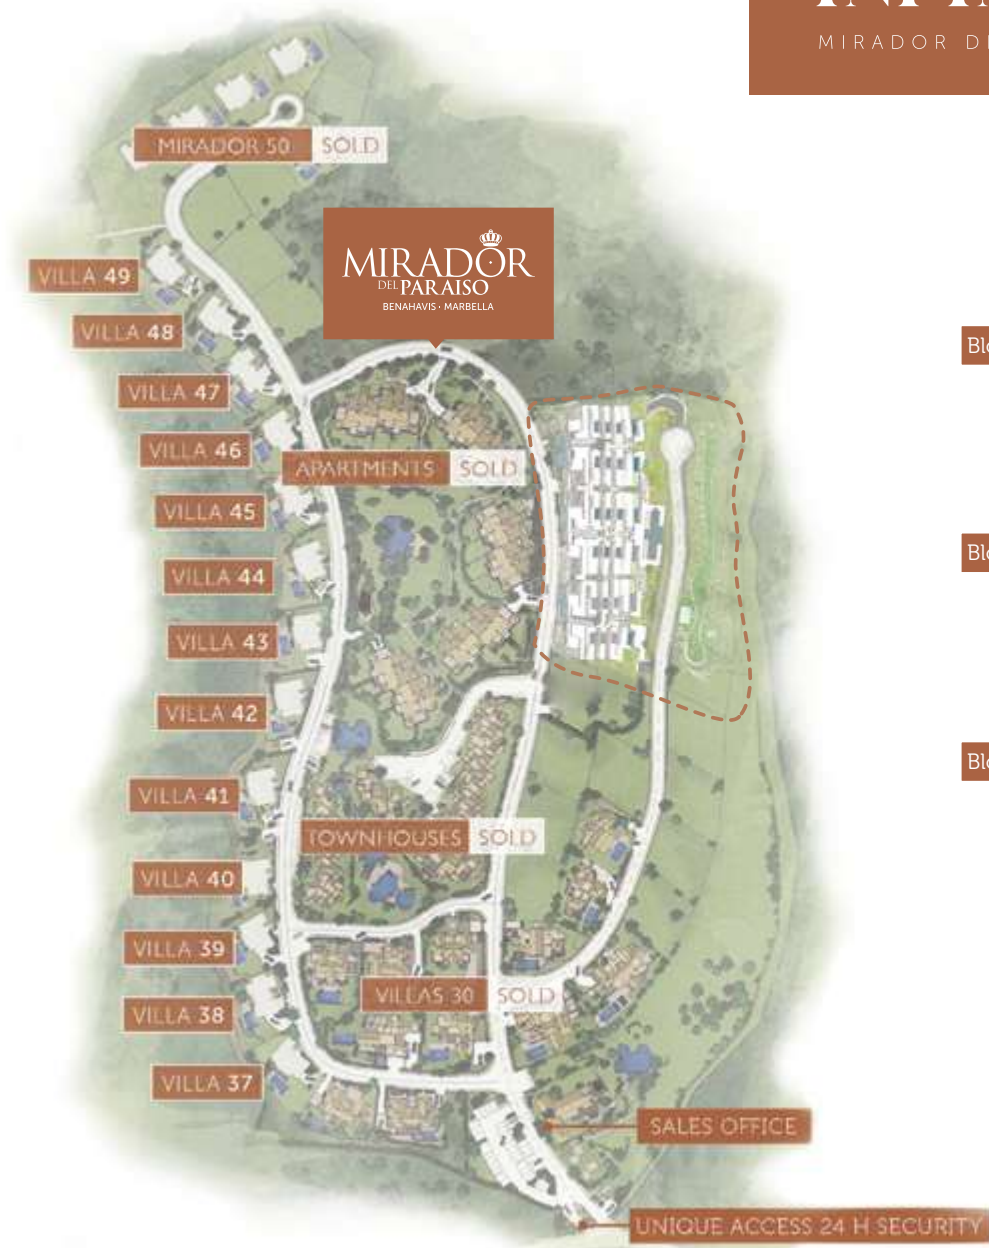 MIRADOR
MIRADOR 50 SOLD
MIRADOR
DEL PARAISO
BENAHAVIS · MARBELLA
VILLA 49
VILLA 48
VILLA 47
VILLA 46
APARTMENTS SOLD
VILLA 45
VILLA 44
VILLA 43
VILLA 42
VILLA 41
TOWNHOUSES SOLD
VILLA 40
VILLA 39
VILLAS 30 SOLD
VILLA 38
VILLA 37
SALES OFFICE
UNIQUE ACCESS 24 H SECURITY